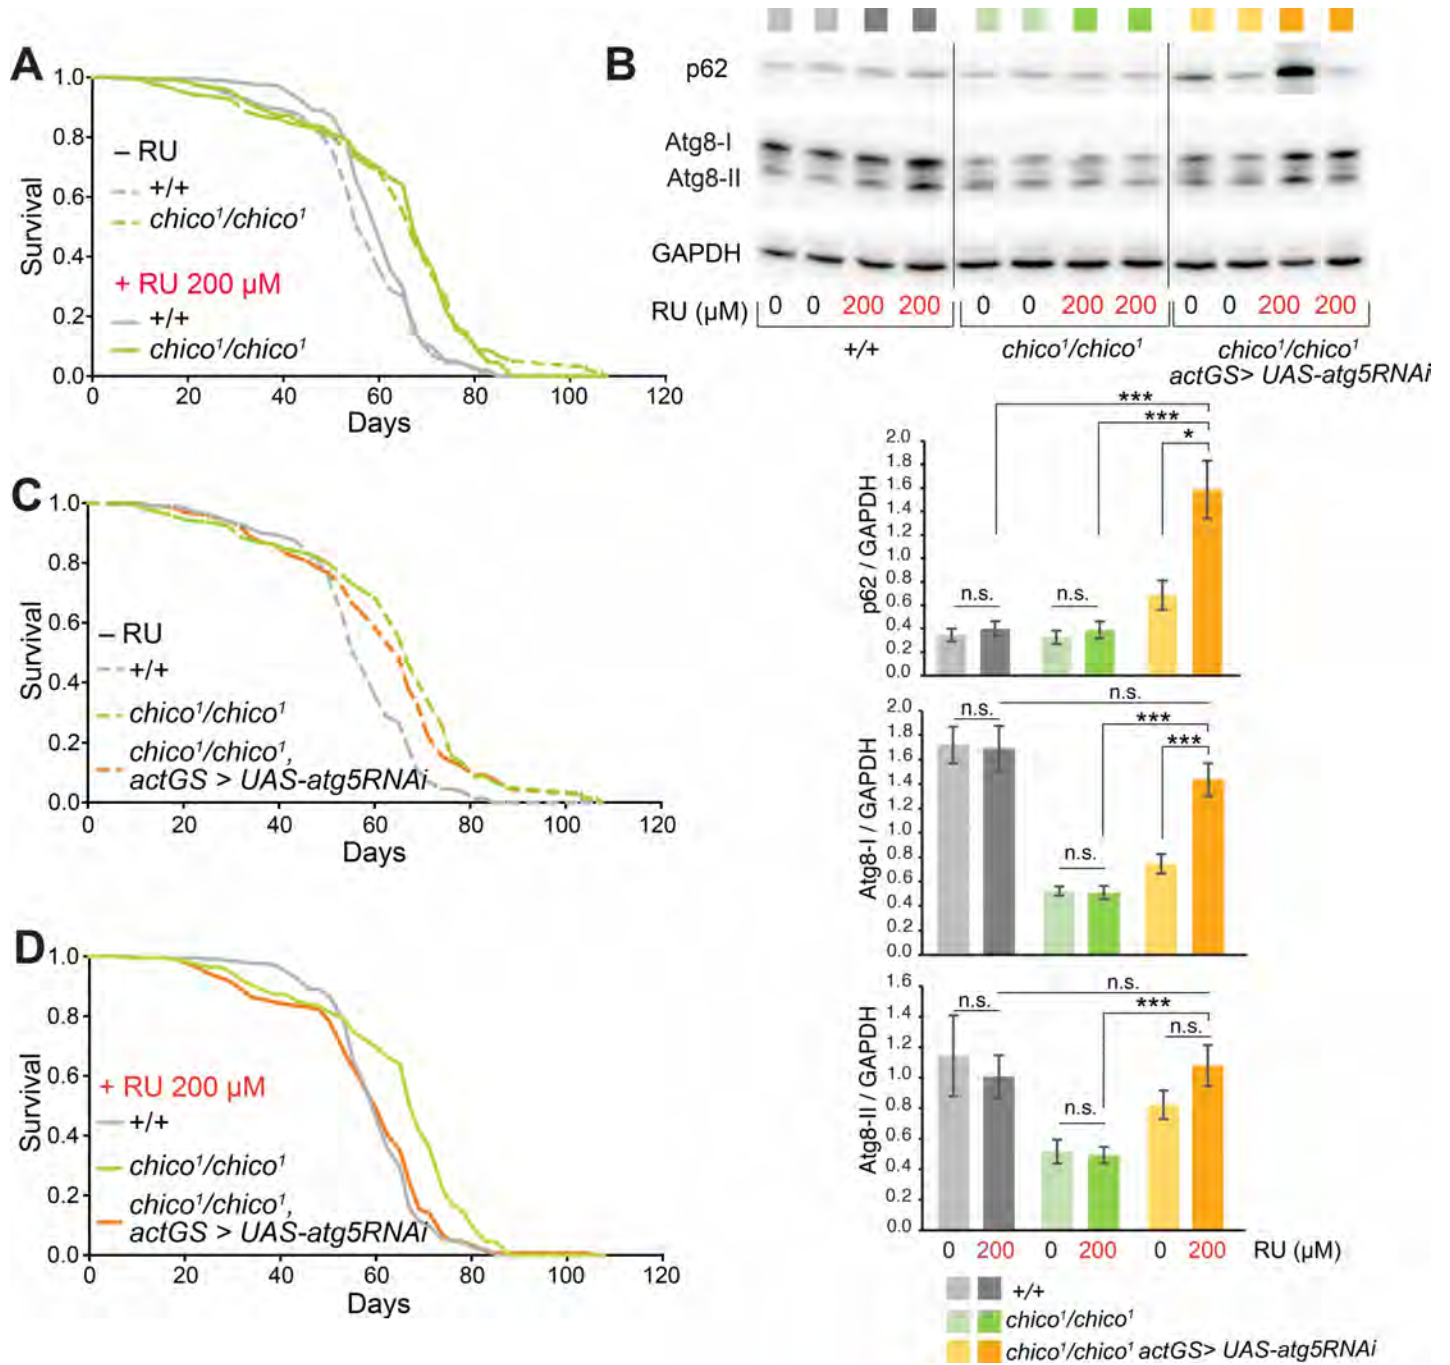 A
1.0
0.8
0.6
0.4
0.2
0.0
Survival
– RU
+/+
chico¹/chico¹
+ RU 200 µM
+/+
chico¹/chico¹
0 20 40 60 80 100 120
Days
B
p62
Atg8-I
Atg8-II
GAPDH
RU (µM) 0 0 200 200 0 0 200 200 0 0 200 200
+/+ chico¹/chico¹ chico¹/chico¹
actGS> UAS-atg5RNAi
C
1.0
0.8
0.6
0.4
0.2
0.0
Survival
– RU
+/+
chico¹/chico¹
chico¹/chico¹,
actGS > UAS-atg5RNAi
0 20 40 60 80 100 120
Days
D
1.0
0.8
0.6
0.4
0.2
0.0
Survival
+ RU 200 µM
+/+
chico¹/chico¹
chico¹/chico¹,
actGS > UAS-atg5RNAi
0 20 40 60 80 100 120
Days
***
***
*
2.0
1.8
1.6
1.4
1.2
1.0
0.8
0.6
0.4
0.2
0.0
p62 / GAPDH
n.s. n.s.
n.s.
n.s. ***
***
n.s.
2.0
1.8
1.6
1.4
1.2
1.0
0.8
0.6
0.4
0.2
0.0
Atg8-I / GAPDH
n.s.
n.s. ***
n.s.
n.s.
1.6
1.4
1.2
1.0
0.8
0.6
0.4
0.2
0.0
Atg8-II / GAPDH
0 200 0 200 0 200 RU (µM)
+/+
chico¹/chico¹
chico¹/chico¹ actGS> UAS-atg5RNAi